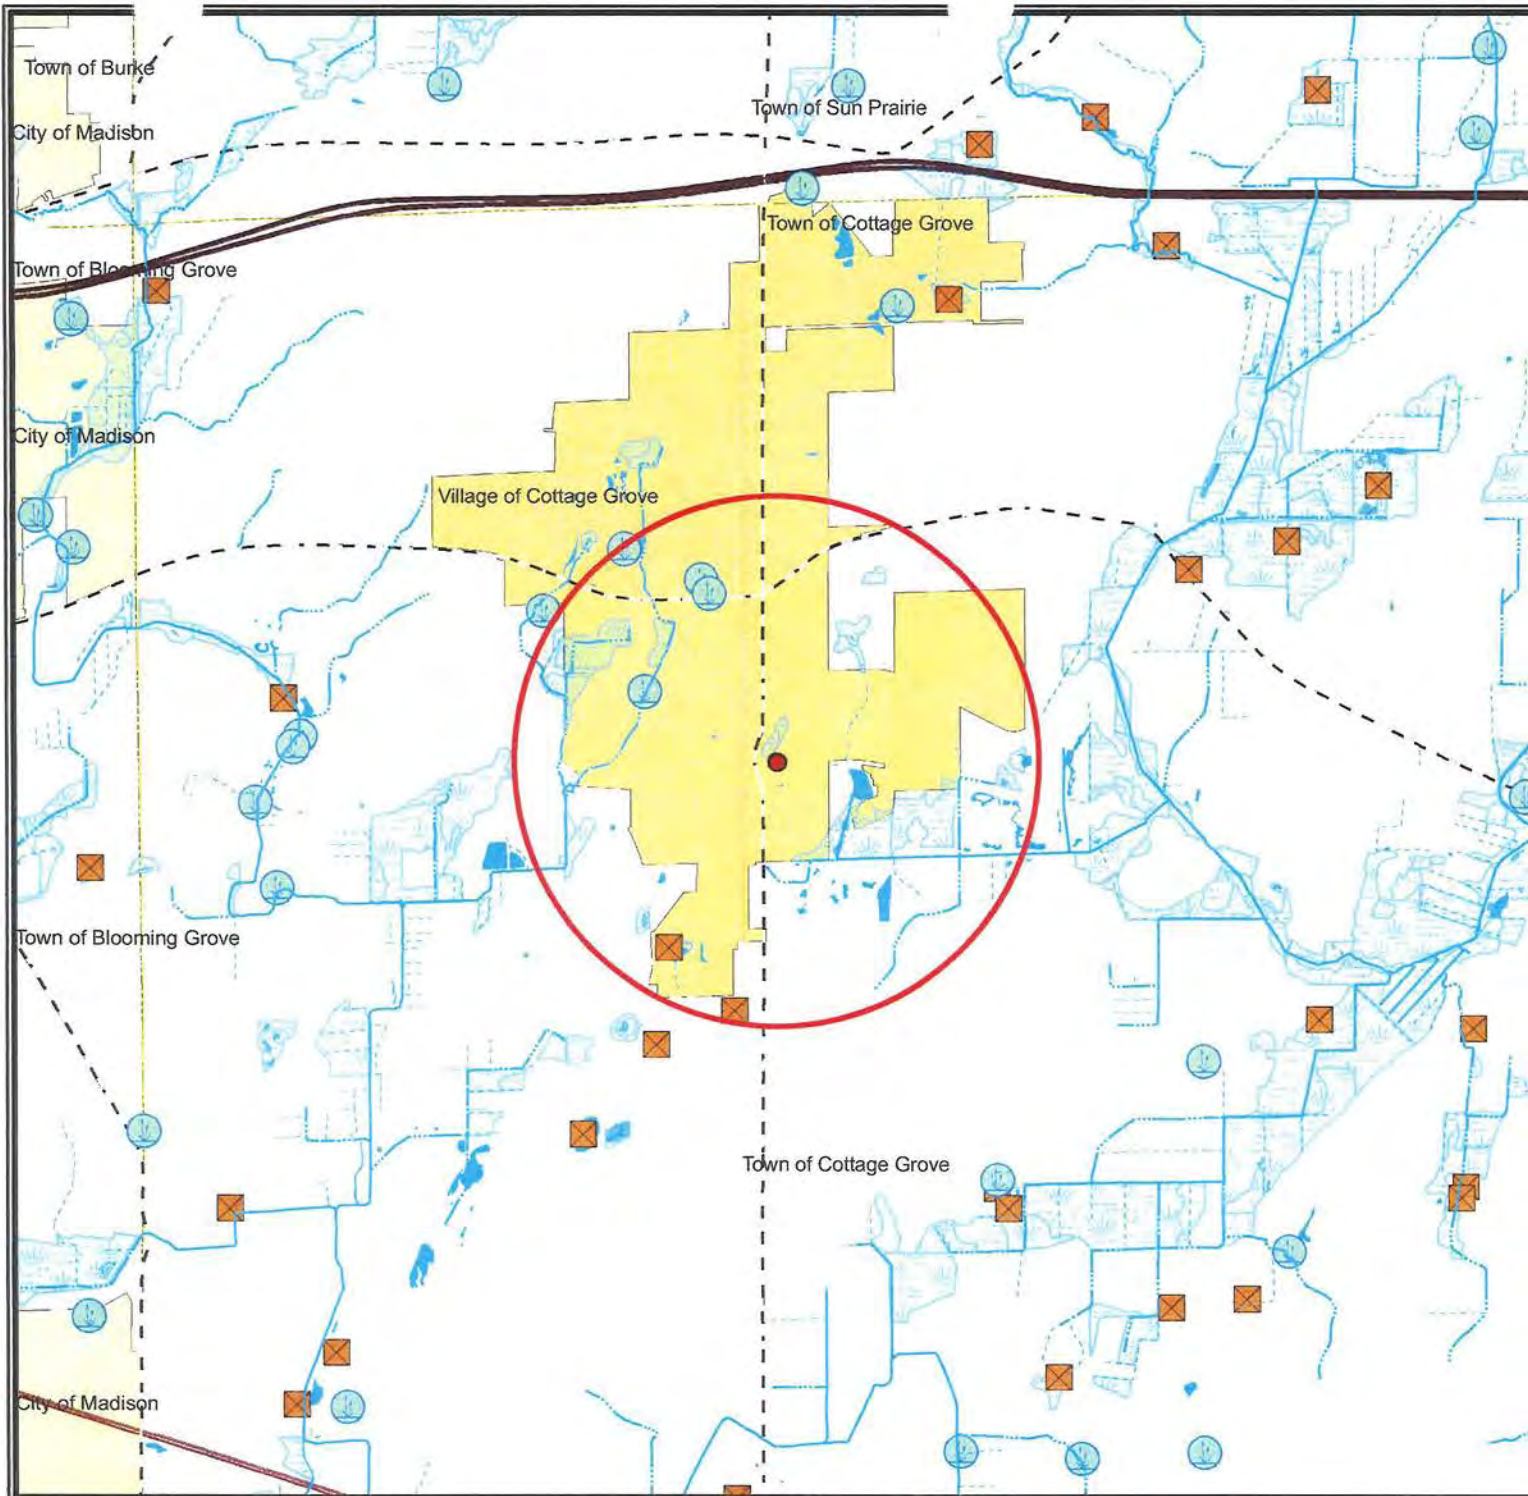 Town of Burke
Town of Sun Prairie
City of Madison
Town of Cottage Grove
Town of Blooming Grove
City of Madison
Village of Cottage Grove
Town of Blooming Grove
Town of Cottage Grove
City of Madison